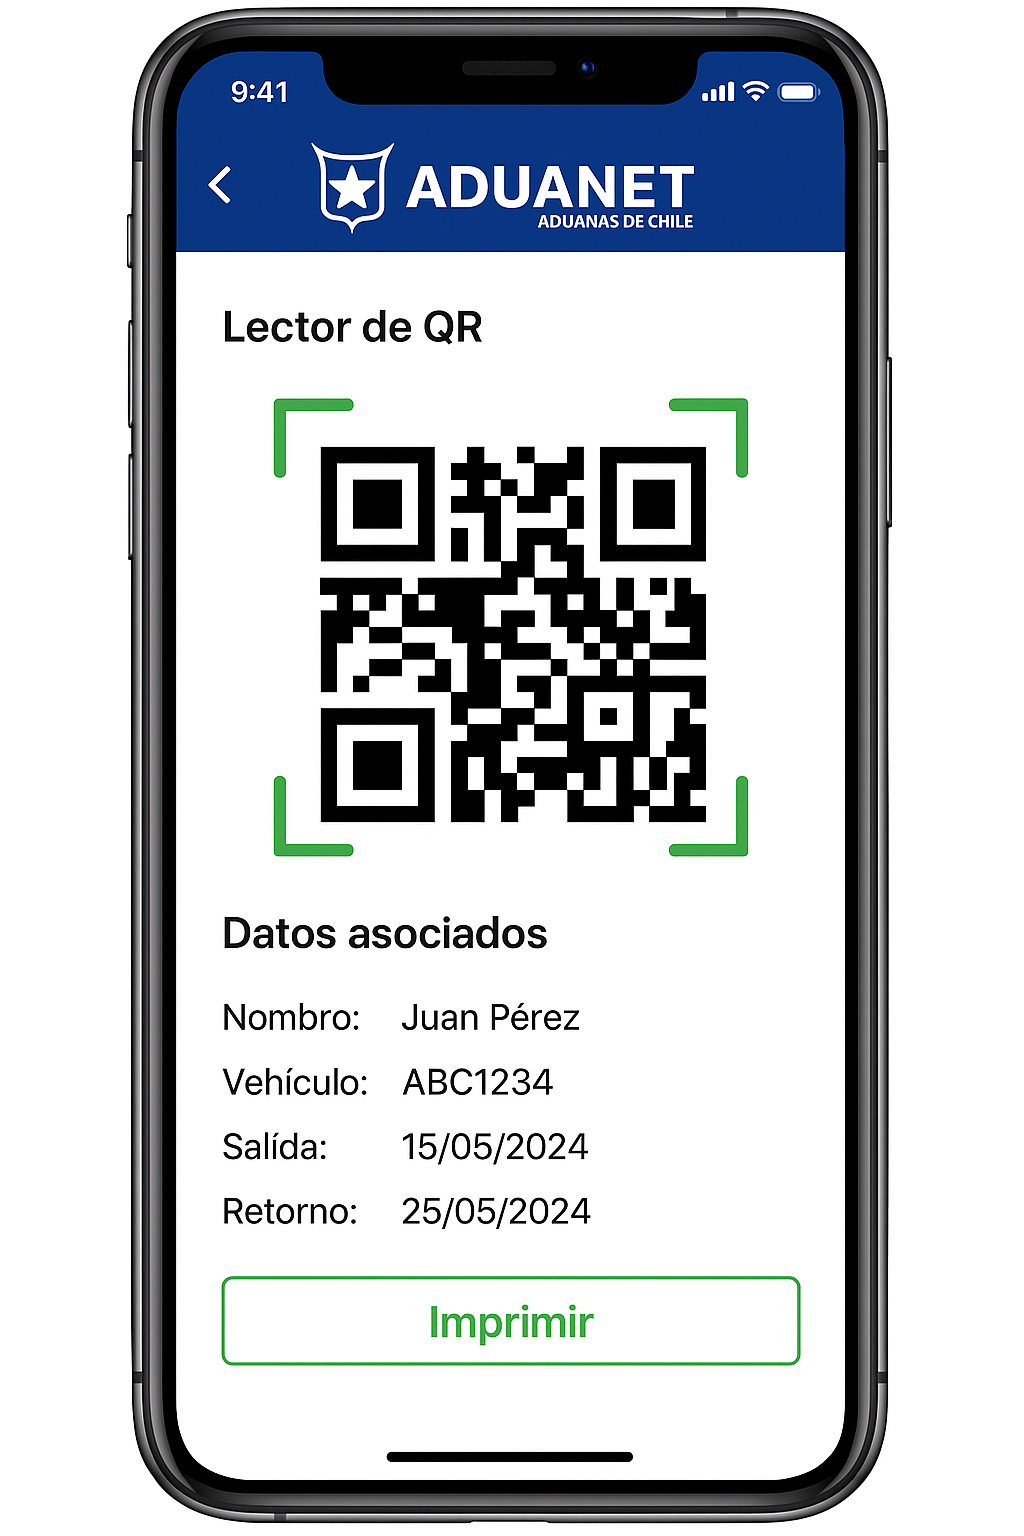 9:41
ADUANET
ADUANAS DE CHILE
Lector de QR
Datos asociados
Nombro: Juan Pérez
Vehículo: ABC1234
Salída: 15/05/2024
Retorno: 25/05/2024
Imprimir